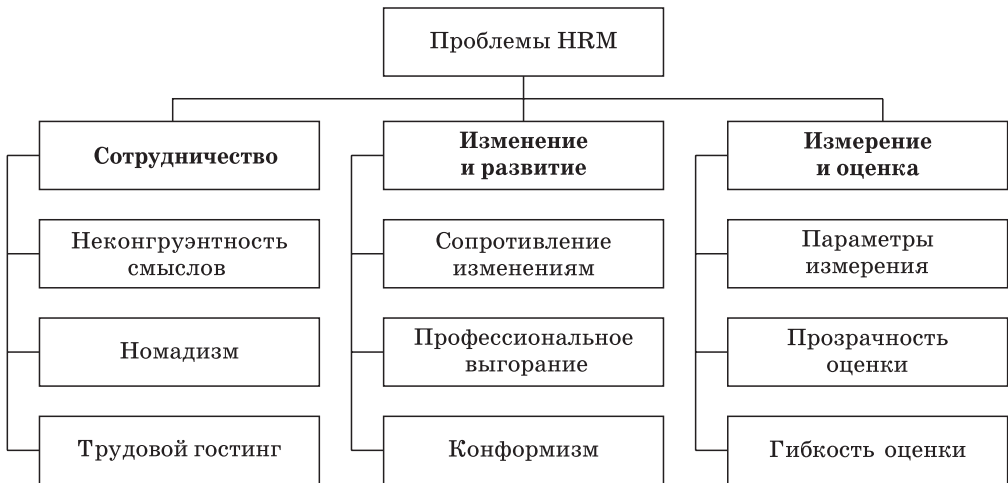 Проблемы HRM
Сотрудничество
Изменение
и развитие
Измерение
и оценка
Неконгруэнтность
смыслов
Сопротивление
изменениям
Параметры
измерения
Номадизм
Профессиональное
выгорание
Прозрачность
оценки
Трудовой гостинг
Конформизм
Гибкость оценки